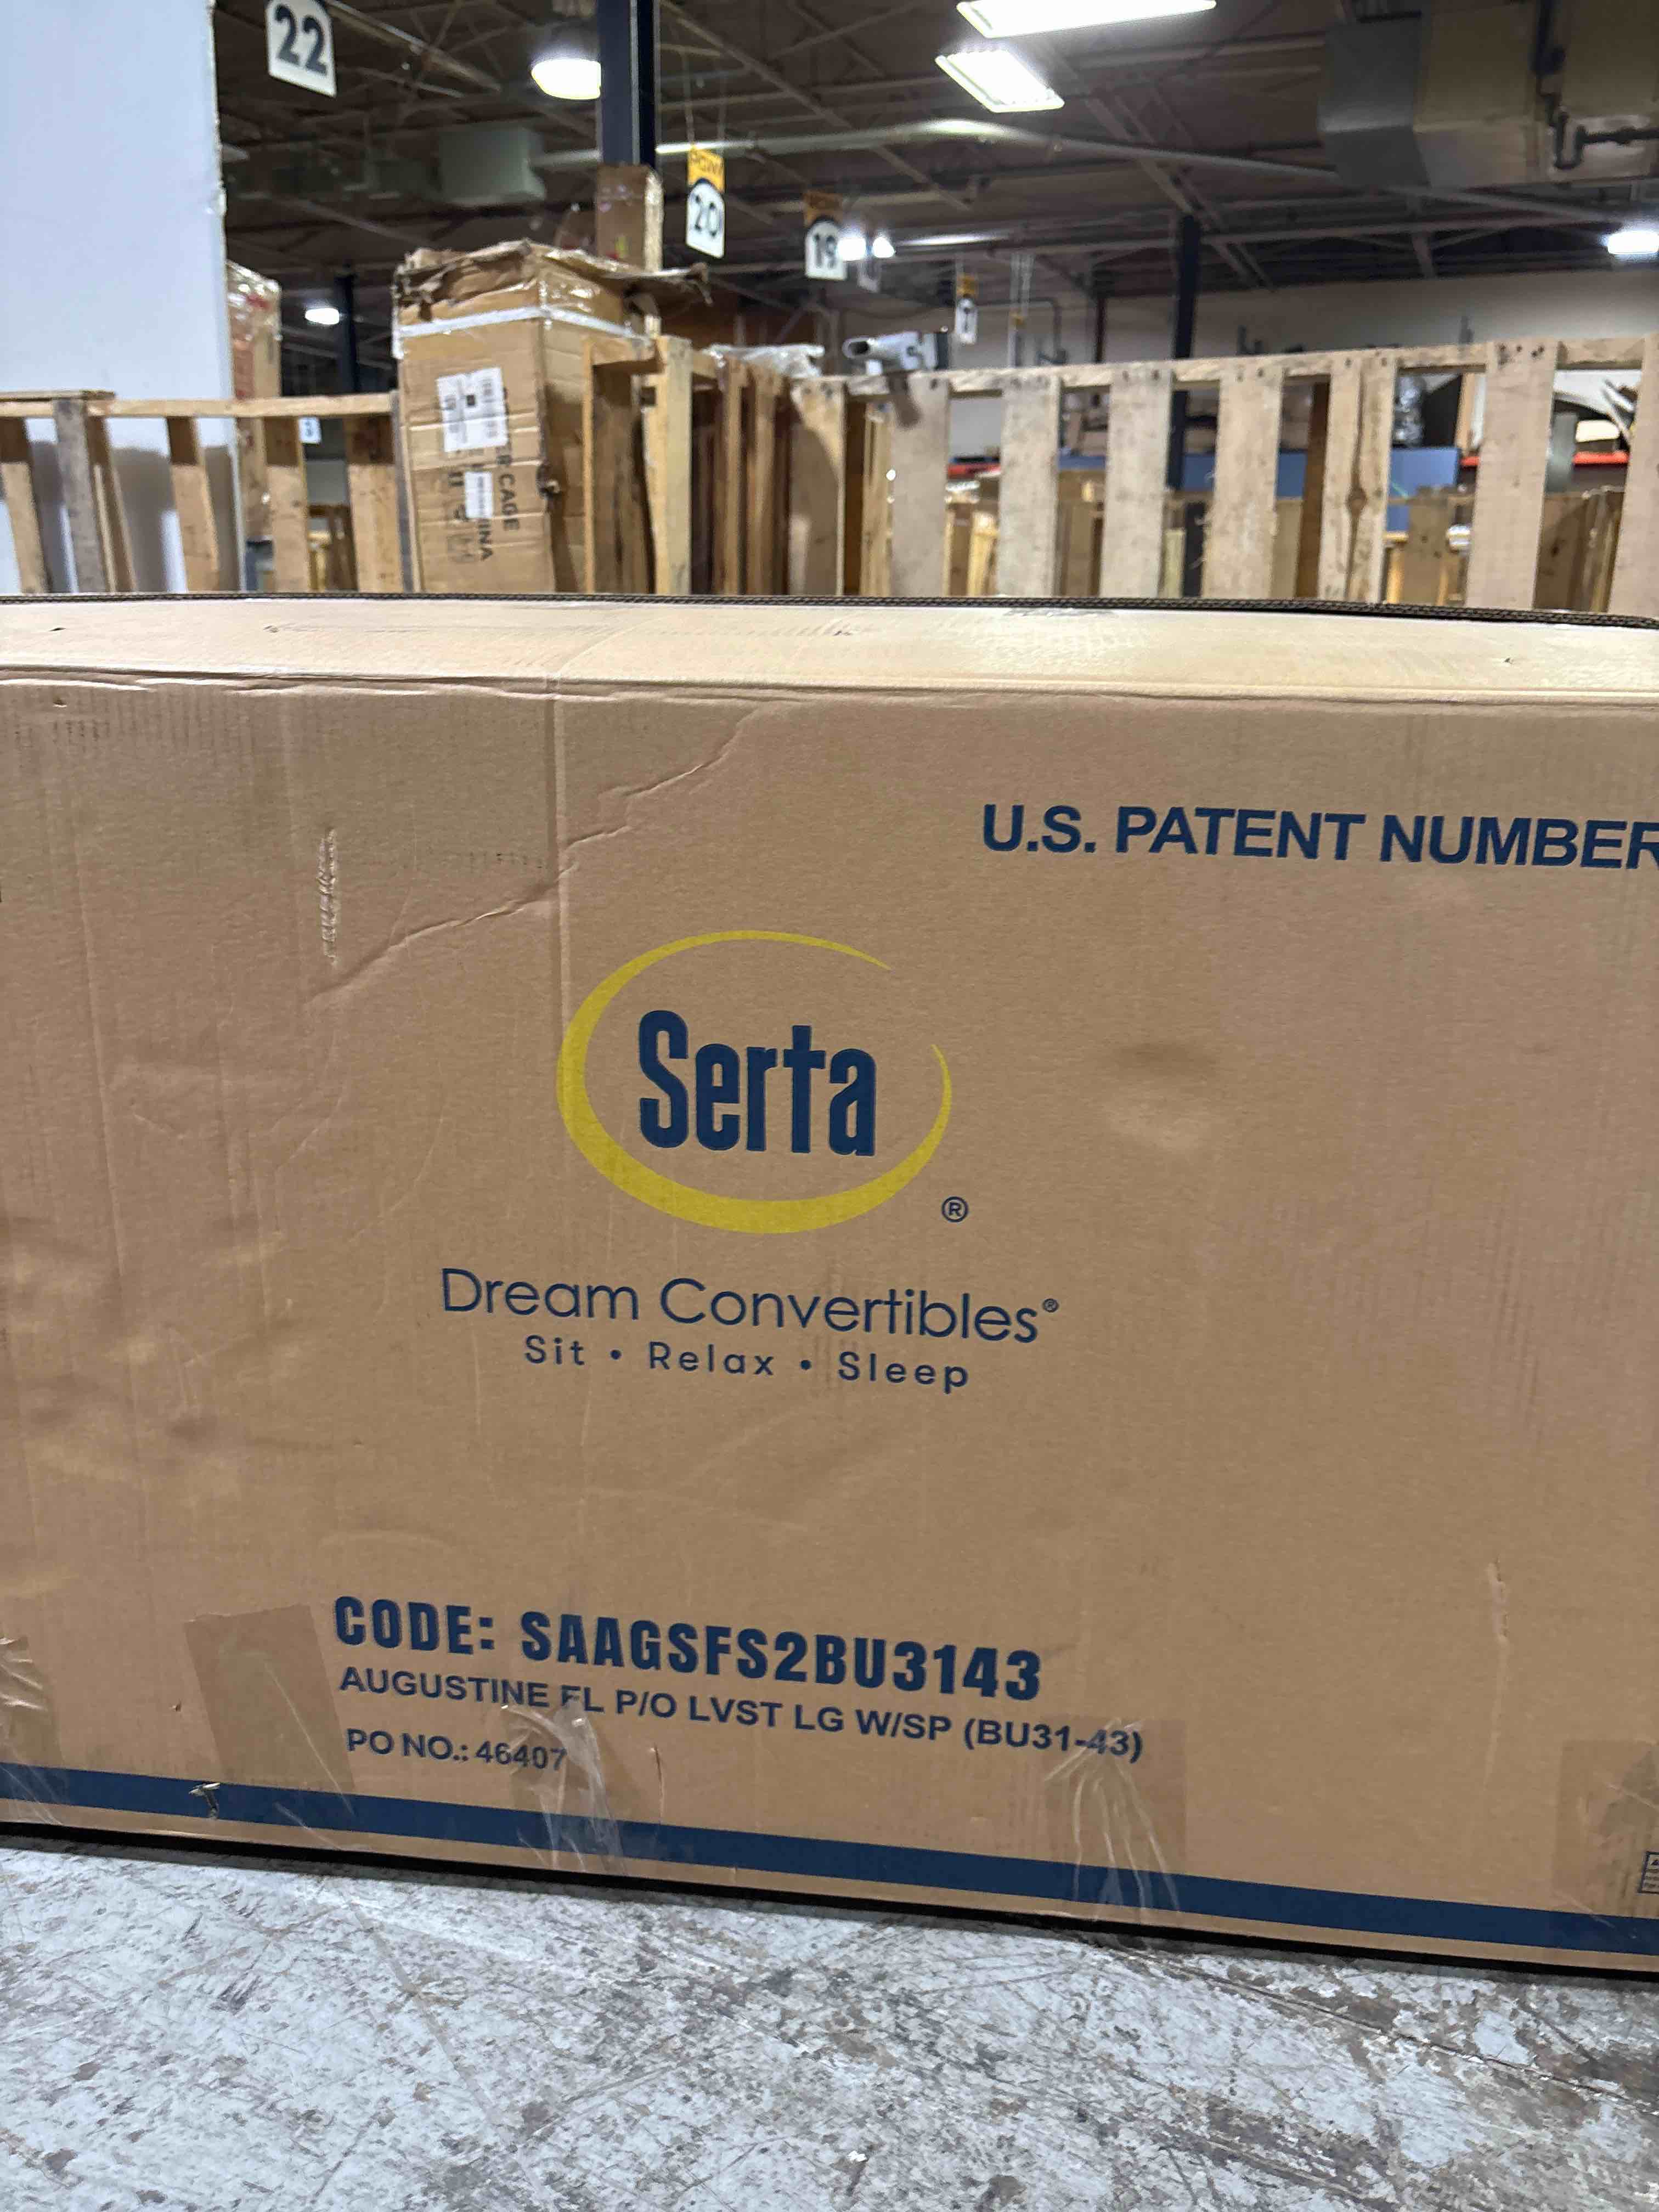 22
20
19
R CAGE
U.S. PATENT NUMBER
Serta
®
Dream Convertibles®
Sit • Relax • Sleep
CODE: SAAGSFS2BU3143
AUGUSTINE FL P/O LVST LG W/SP (BU31-43)
PO NO.: 46407